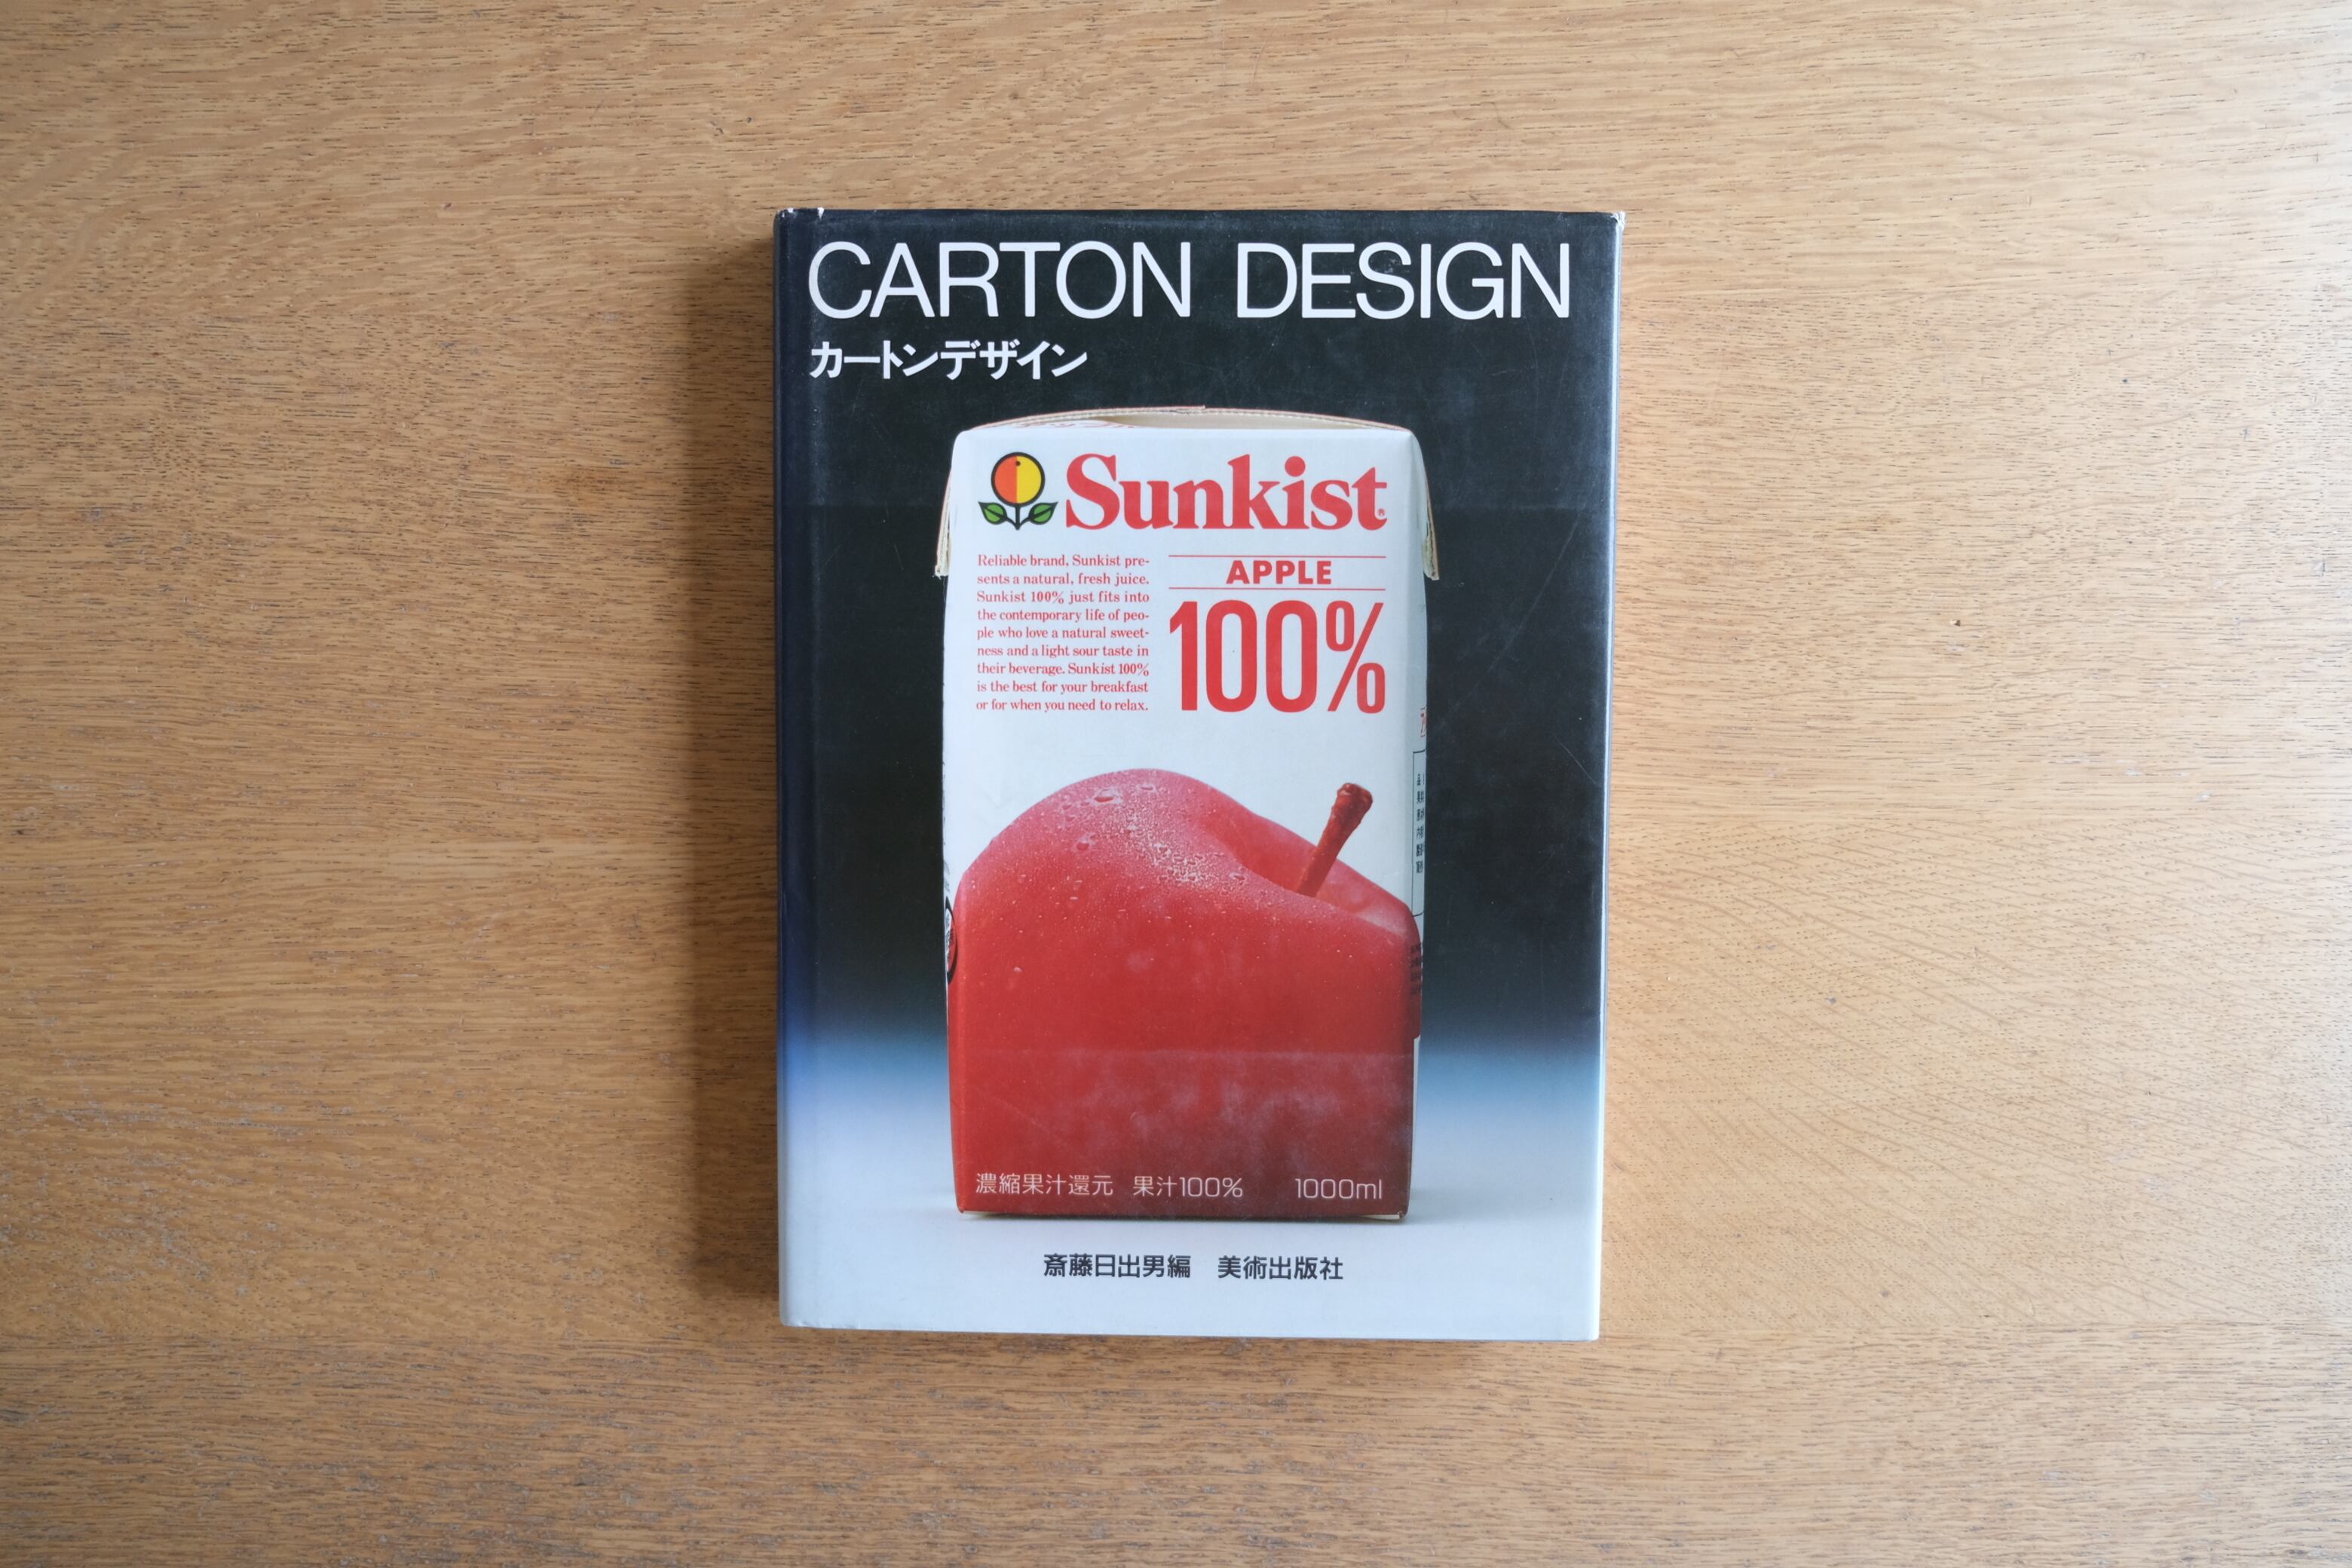 CARTON DESIGN
カートンデザイン
Sunkist®
Reliable brand, Sunkist pre-
sents a natural, fresh juice.
Sunkist 100% just fits into
the contemporary life of peo-
ple who love a natural sweet-
ness and a light sour taste in
their beverage. Sunkist 100%
is the best for your breakfast
or for when you need to relax.
APPLE
100%
濃縮果汁還元 果汁100% 1000ml
斎藤日出男編 美術出版社